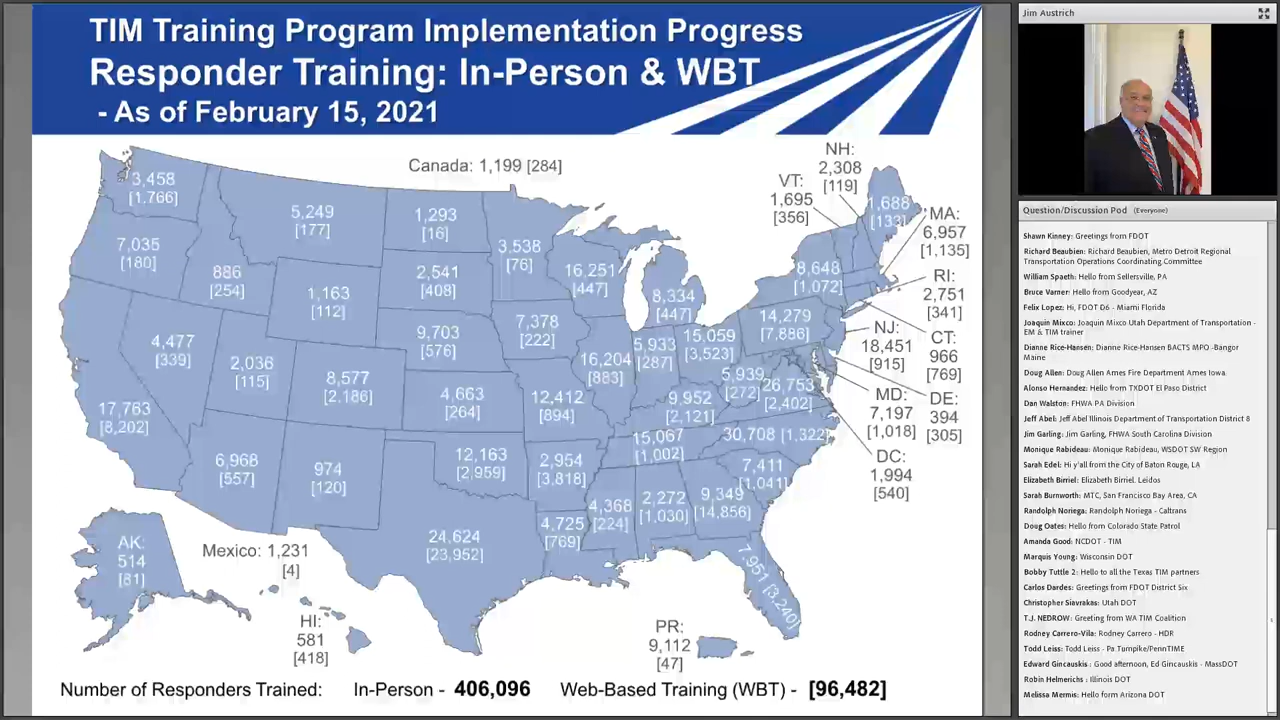 TIM Training Program Implementation Progress
Responder Training: In-Person & WBT
- As of February 15, 2021
Canada: 1,199 [284]
NH:
2,308
[119]
VT:
1,695
[356]
1,688
[133]
MA:
6,957
[1,135]
3,458
[1.766]
5,249
[177]
1,293
[16]
3,538
[76]
7,035
[180]
886
[254]
2,541
[408]
16,251
[447]
8,648
[1,072]
RI:
2,751
[341]
1,163
[112]
8,334
[447]
14,279
[7,886]
NJ:
18,451
[915]
CT:
966
[769]
4,477
[339]
2,036
[115]
9,703
[576]
7,378
[222]
16,204
[883]
5,933
[287]
15.059
[3,523]
8,577
[2,186]
4,663
[264]
12,412
[894]
9,952
[2,121]
5,939
[272]
26,753
[2,402]
MD:
7,197
[1,018]
DE:
394
[305]
17,763
[8,202]
15,067
[1,002]
30,708 [1,322]
DC:
1,994
[540]
6,968
[557]
974
[120]
12,163
[2,959]
2,954
[3,818]
7,411
[1,041]
4,368
[224]
2,272
[1,030]
9,349
[14,856]
4,725
[769]
24,624
[23,952]
7,951 [3,240]
AK:
514
[81]
Mexico: 1,231
[4]
HI:
581
[418]
PR:
9,112
[47]
Number of Responders Trained: In-Person - 406,096 Web-Based Training (WBT) - [96,482]
Jim Austrich
Question/Discussion Pod (Everyone)
Shawn Kinney: Greetings from FDOT
Richard Beaubien: Richard Beaubien, Metro Detroit Regional
Transportation Operations Coordinating Committee
William Spaeth: Hello from Sellersville, PA
Bruce Varner: Hello from Goodyear, AZ
Felix Lopez: Hi, FDOT D6 - Miami Florida
Joaquin Mixco: Joaquin Mixco Utah Department of Transportation -
EM & TIM trainer
Dianne Rice-Hansen: Dianne Rice-Hansen BACTS MPO -Bangor
Maine
Doug Allen: Doug Allen Ames Fire Department Ames Iowa.
Alonso Hernandez: Hello from TXDOT El Paso District
Dan Walston: FHWA PA Division
Jeff Abel: Jeff Abel Illinois Department of Transportation District 8
Jim Garling: Jim Garling, FHWA South Carolina Division
Monique Rabideau: Monique Rabideau, WSDOT SW Region
Sarah Edel: Hi y'all from the City of Baton Rouge, LA
Elizabeth Birriel: Elizabeth Birriel. Leidos
Sarah Burnworth: MTC, San Francisco Bay Area, CA
Randolph Noriega: Randolph Noriega - Caltrans
Doug Oates: Hello from Colorado State Patrol
Amanda Good: NCDOT - TIM
Marquis Young: Wisconsin DOT
Bobby Tuttle 2: Hello to all the Texas TIM partners
Carlos Dardes: Greetings from FDOT District Six
Christopher Siavrakas: Utah DOT
T.J. NEDROW: Greeting from WA TIM Coalition
Rodney Carrero-Vila: Rodney Carrero - HDR
Todd Leiss: Todd Leiss - Pa Turnpike/PennTIME
Edward Gincauskis : Good afternoon, Ed Gincauskis - MassDOT
Robin Helmerichs : Illinois DOT
Melissa Mermis: Hello form Arizona DOT